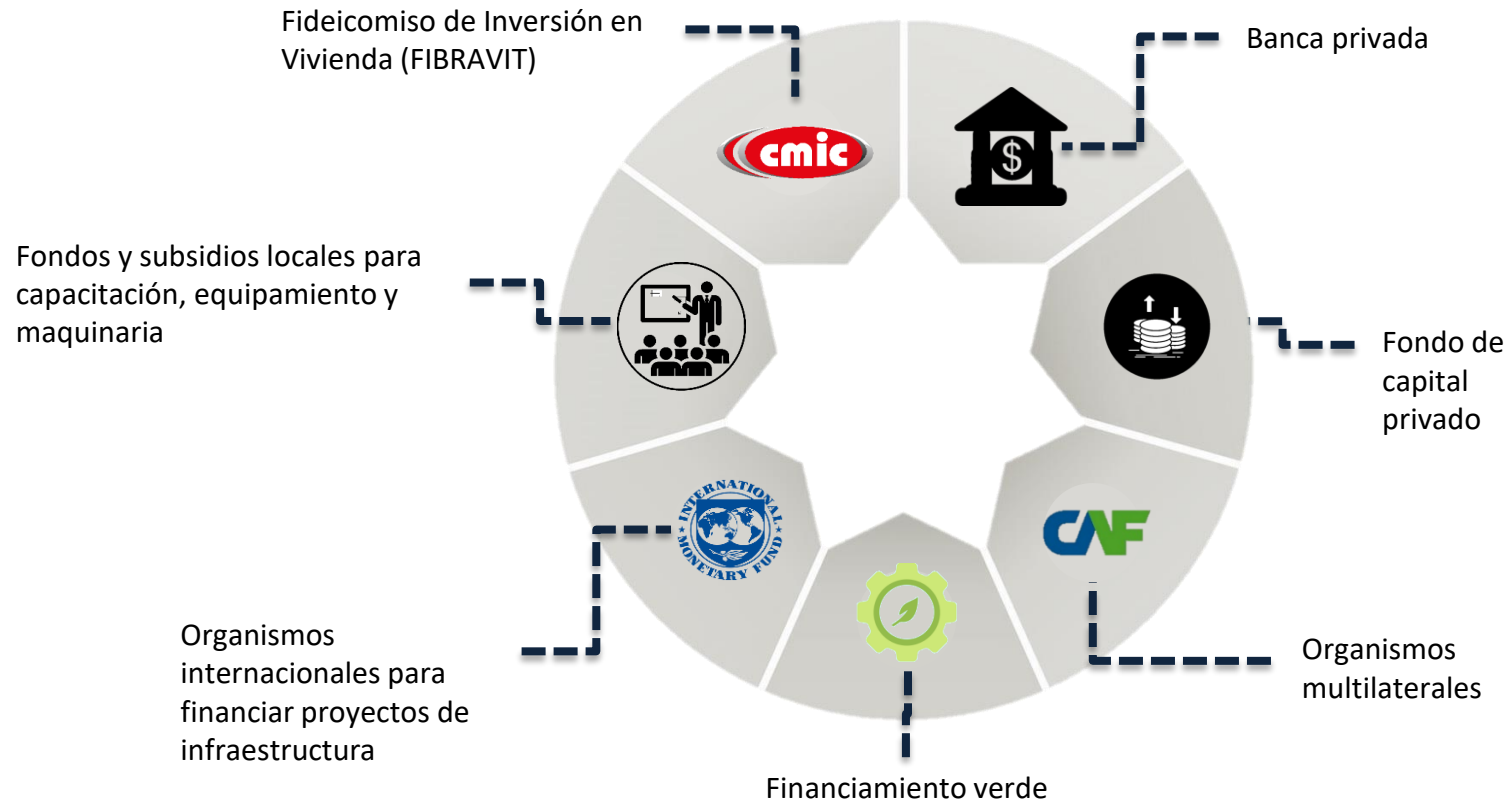 Fideicomiso de Inversión en
Vivienda (FIBRAVIT)
Banca privada
cmic
$
Fondos y subsidios locales para
capacitación, equipamiento y
maquinaria
Fondo de
capital
privado
INTERNATIONAL
MONETARY FUND
CAF
Organismos
internacionales para
financiar proyectos de
infraestructura
Organismos
multilaterales
Financiamiento verde